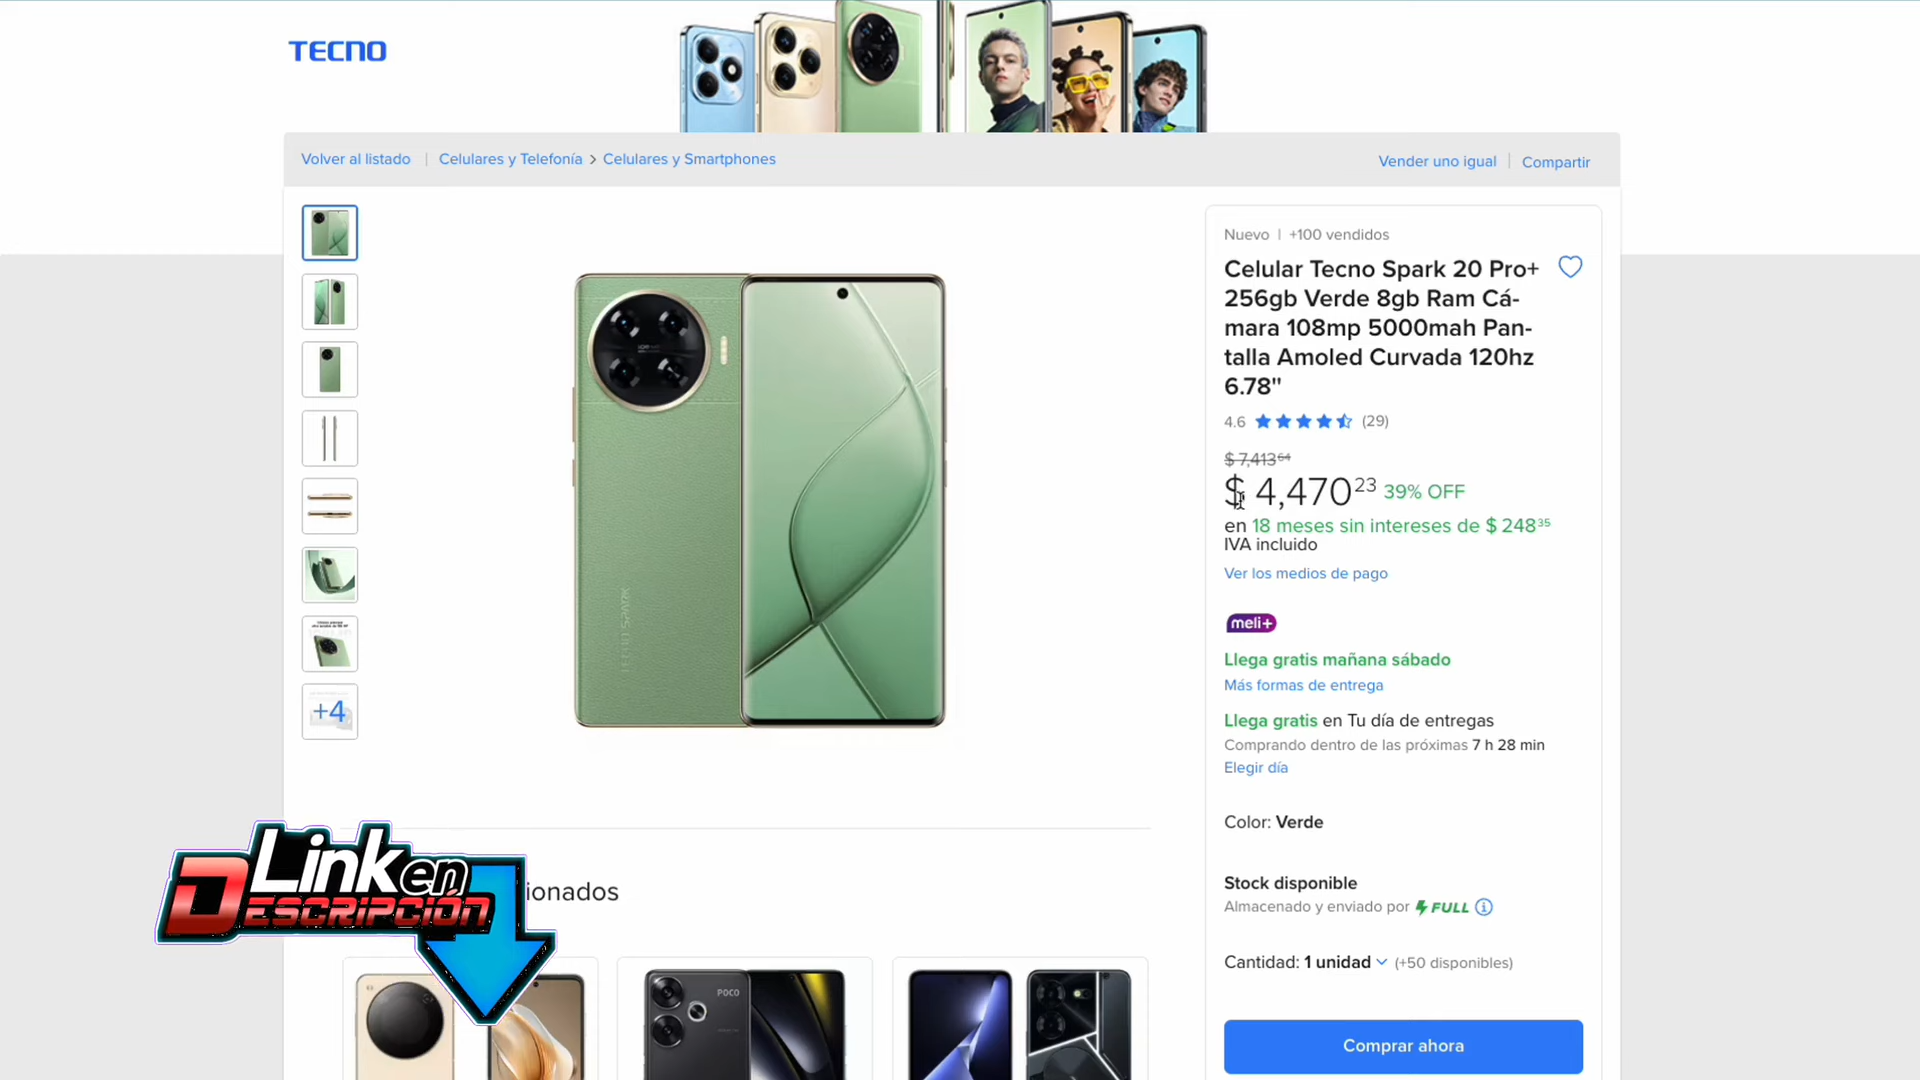 TECNO
Volver al listado | Celulares y Telefonía > Celulares y Smartphones
Vender uno igual | Compartir
Nuevo | +100 vendidos
Celular Tecno Spark 20 Pro+
256gb Verde 8gb Ram Cá-
mara 108mp 5000mah Pan-
talla Amoled Curvada 120hz
6.78"
4.6 (29)
$ 7,413 64
$ 4,470 23 39% OFF
en 18 meses sin intereses de $ 248 35
IVA incluido
Ver los medios de pago
meli+
Llega gratis mañana sábado
Más formas de entrega
Llega gratis en Tu día de entregas
Comprando dentro de las próximas 7 h 28 min
Elegir día
Color: Verde
Stock disponible
Almacenado y enviado por FULL
Cantidad: 1 unidad (+50 disponibles)
Comprar ahora
TECNO SPARK
+4
Link en
Descripción
ionados
POCO